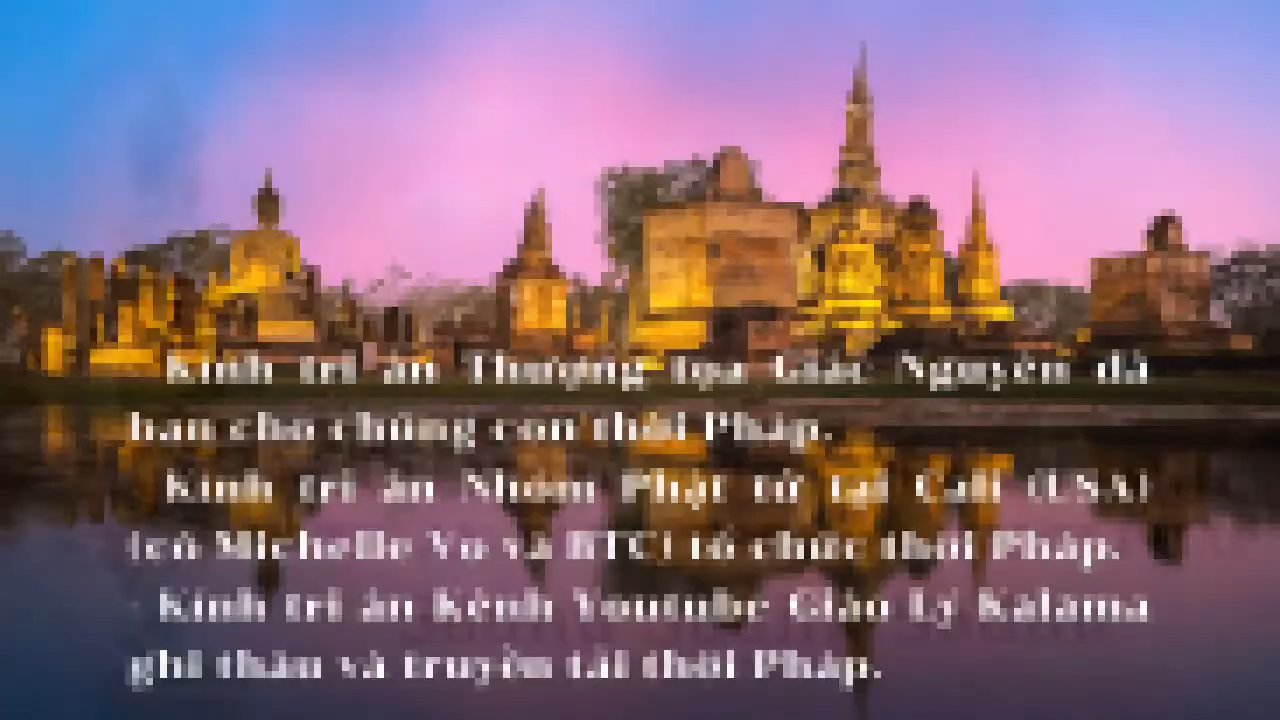 Kính tri ân Thượng tọa Giác Nguyên đã
ban cho chúng con thời Pháp.
Kính tri ân Nhóm Phật tử tại Cali (USA)
(cô Michelle Vo và BTC) tổ chức thời Pháp.
- Kính tri ân Kênh Youtube Giáo Lý Kalama
ghi thâu và truyền tải thời Pháp.